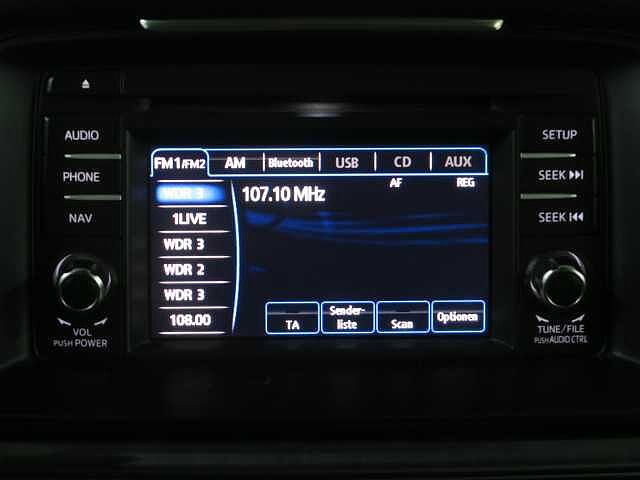 AUDIO
PHONE
NAV
VOL
PUSH POWER
FM1/FM2 AM Bluetooth USB CD AUX
WDR 3
1LIVE
WDR 3
WDR 2
WDR 3
108.00
107.10 MHz
AF REG
TA
Sender-
liste
Scan
Optionen
SETUP
SEEK
SEEK
TUNE/FILE
PUSH AUDIO CTRL